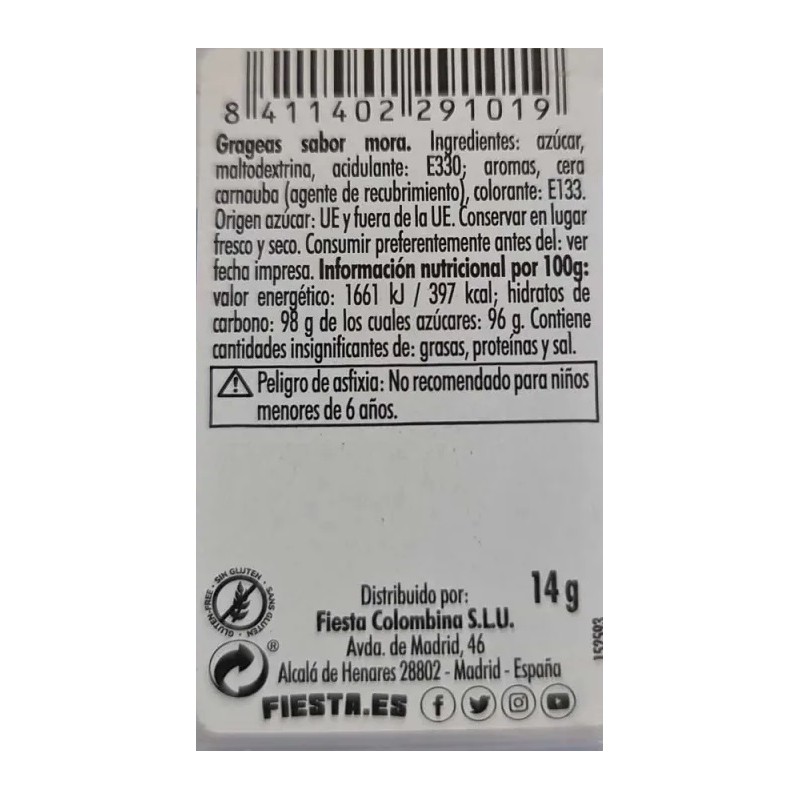 8 411402 291019
Grageas sabor mora. Ingredientes: azúcar,
maltodextrina, acidulante: E330; aromas, cera
carnauba (agente de recubrimiento), colorante: E133.
Origen azúcar: UE y fuera de la UE. Conservar en lugar
fresco y seco. Consumir preferentemente antes del: ver
fecha impresa. Información nutricional por 100g:
valor energético: 1661 kJ / 397 kcal; hidratos de
carbono: 98 g de los cuales azúcares: 96 g. Contiene
cantidades insignificantes de: grasas, proteínas y sal.
Peligro de asfixia: No recomendado para niños
menores de 6 años.
SIN GLUTEN · SANS GLUTEN · GLUTEN-FREE ·
14 g
Distribuido por:
Fiesta Colombina S.L.U.
Avda. de Madrid, 46
Alcalá de Henares 28802 - Madrid - España
®
FIESTA.ES
152593